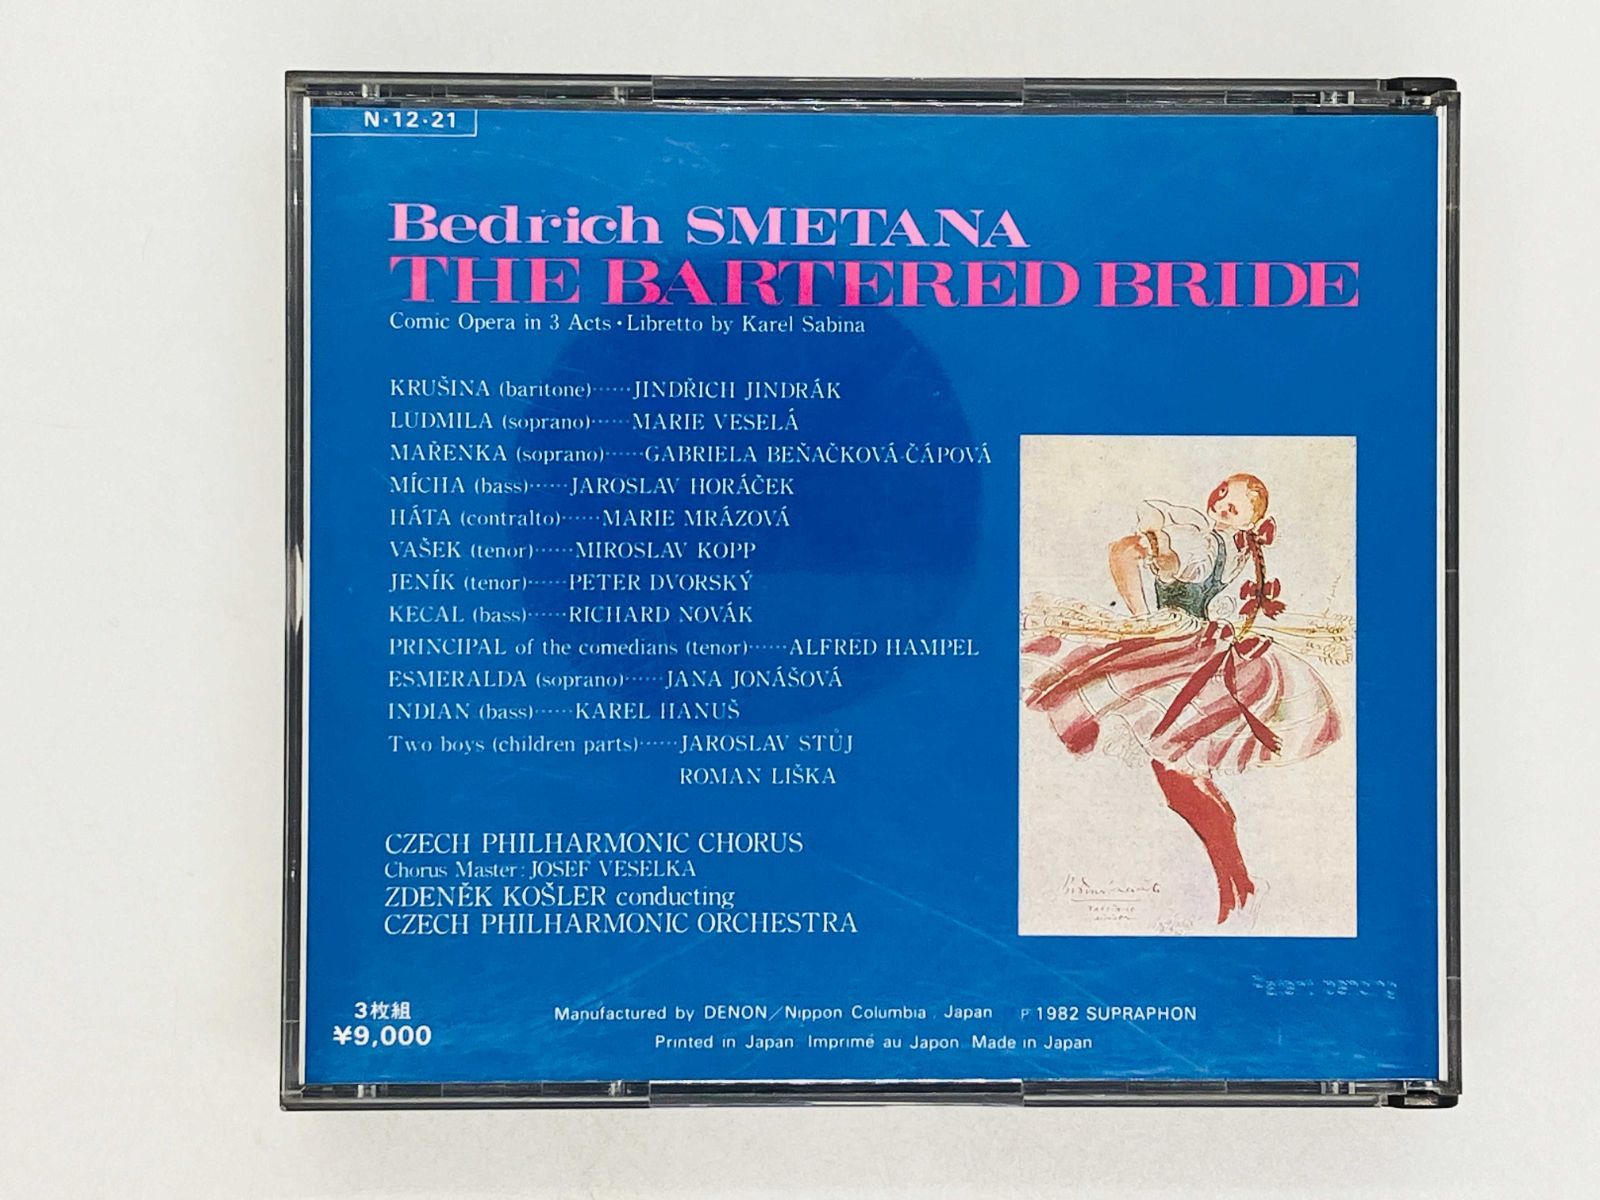 N·12·21
Bedrich SMETANA
THE BARTERED BRIDE
Comic Opera in 3 Acts · Libretto by Karel Sabina
KRUŠINA (baritone)······JINDŘICH JINDRÁK
LUDMILA (soprano)······MARIE VESELÁ
MAŘENKA (soprano)······GABRIELA BEŇAČKOVÁ-ČÁPOVÁ
MÍCHA (bass)······JAROSLAV HORÁČEK
HÁTA (contralto)······MARIE MRÁZOVÁ
VAŠEK (tenor)······MIROSLAV KOPP
JENÍK (tenor)······PETER DVORSKÝ
KECAL (bass)······RICHARD NOVÁK
PRINCIPAL of the comedians (tenor)······ALFRED HAMPEL
ESMERALDA (soprano)······JANA JONÁŠOVÁ
INDIAN (bass)······KAREL HANUŠ
Two boys (children parts)······JAROSLAV STŮJ
ROMAN LIŠKA
CZECH PHILHARMONIC CHORUS
Chorus Master: JOSEF VESELKA
ZDENĚK KOŠLER conducting
CZECH PHILHARMONIC ORCHESTRA
3枚組
¥9,000
Manufactured by DENON/Nippon Columbia, Japan P 1982 SUPRAPHON
Printed in Japan Imprimé au Japon Made in Japan